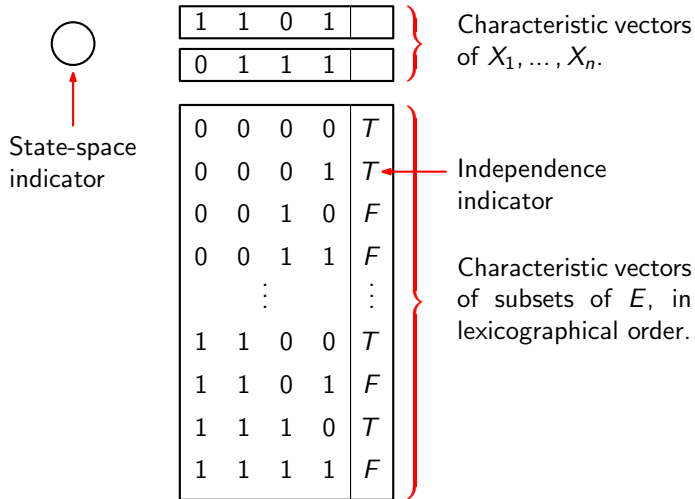 1 1 0 1
0 1 1 1
Characteristic vectors
of X₁, ... , Xₙ.
State-space
indicator
0 0 0 0 T
0 0 0 1 T
0 0 1 0 F
0 0 1 1 F
⋮ ⋮
1 1 0 0 T
1 1 0 1 F
1 1 1 0 T
1 1 1 1 F
Independence
indicator
Characteristic vectors
of subsets of E, in
lexicographical order.